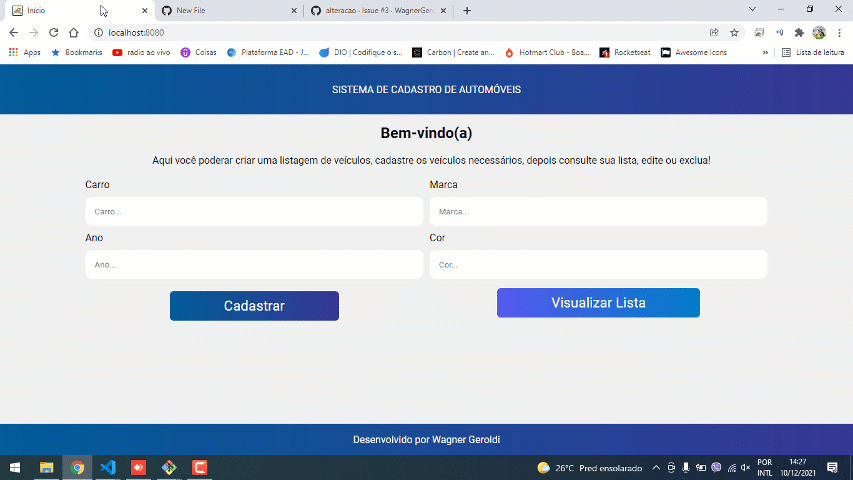 Início
New File
alteracao · Issue #3 · WagnerGer
localhost:8080
Apps
Bookmarks
radio ao vivo
Coisas
Plataforma EAD - J...
DIO | Codifique o s...
Carbon | Create an...
Hotmart Club - Boa...
Rocketseat
Awesome Icons
»
Lista de leitura
SISTEMA DE CADASTRO DE AUTOMÓVEIS
Bem-vindo(a)
Aqui você poderar criar uma listagem de veículos, cadastre os veículos necessários, depois consulte sua lista, edite ou exclua!
Carro
Marca
Carro...
Marca...
Ano
Cor
Ano...
Cor...
Cadastrar
Visualizar Lista
Desenvolvido por Wagner Geroldi
26°C Pred ensolarado
POR
INTL
14:27
10/12/2021